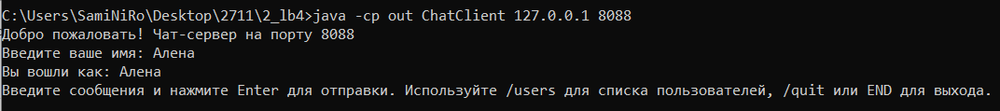 C:\Users\SamiNiRo\Desktop\2711\2_lb4>java -cp out ChatClient 127.0.0.1 8088
Добро пожаловать! Чат-сервер на порту 8088
Введите ваше имя: Алена
Вы вошли как: Алена
Введите сообщения и нажмите Enter для отправки. Используйте /users для списка пользователей, /quit или END для выхода.